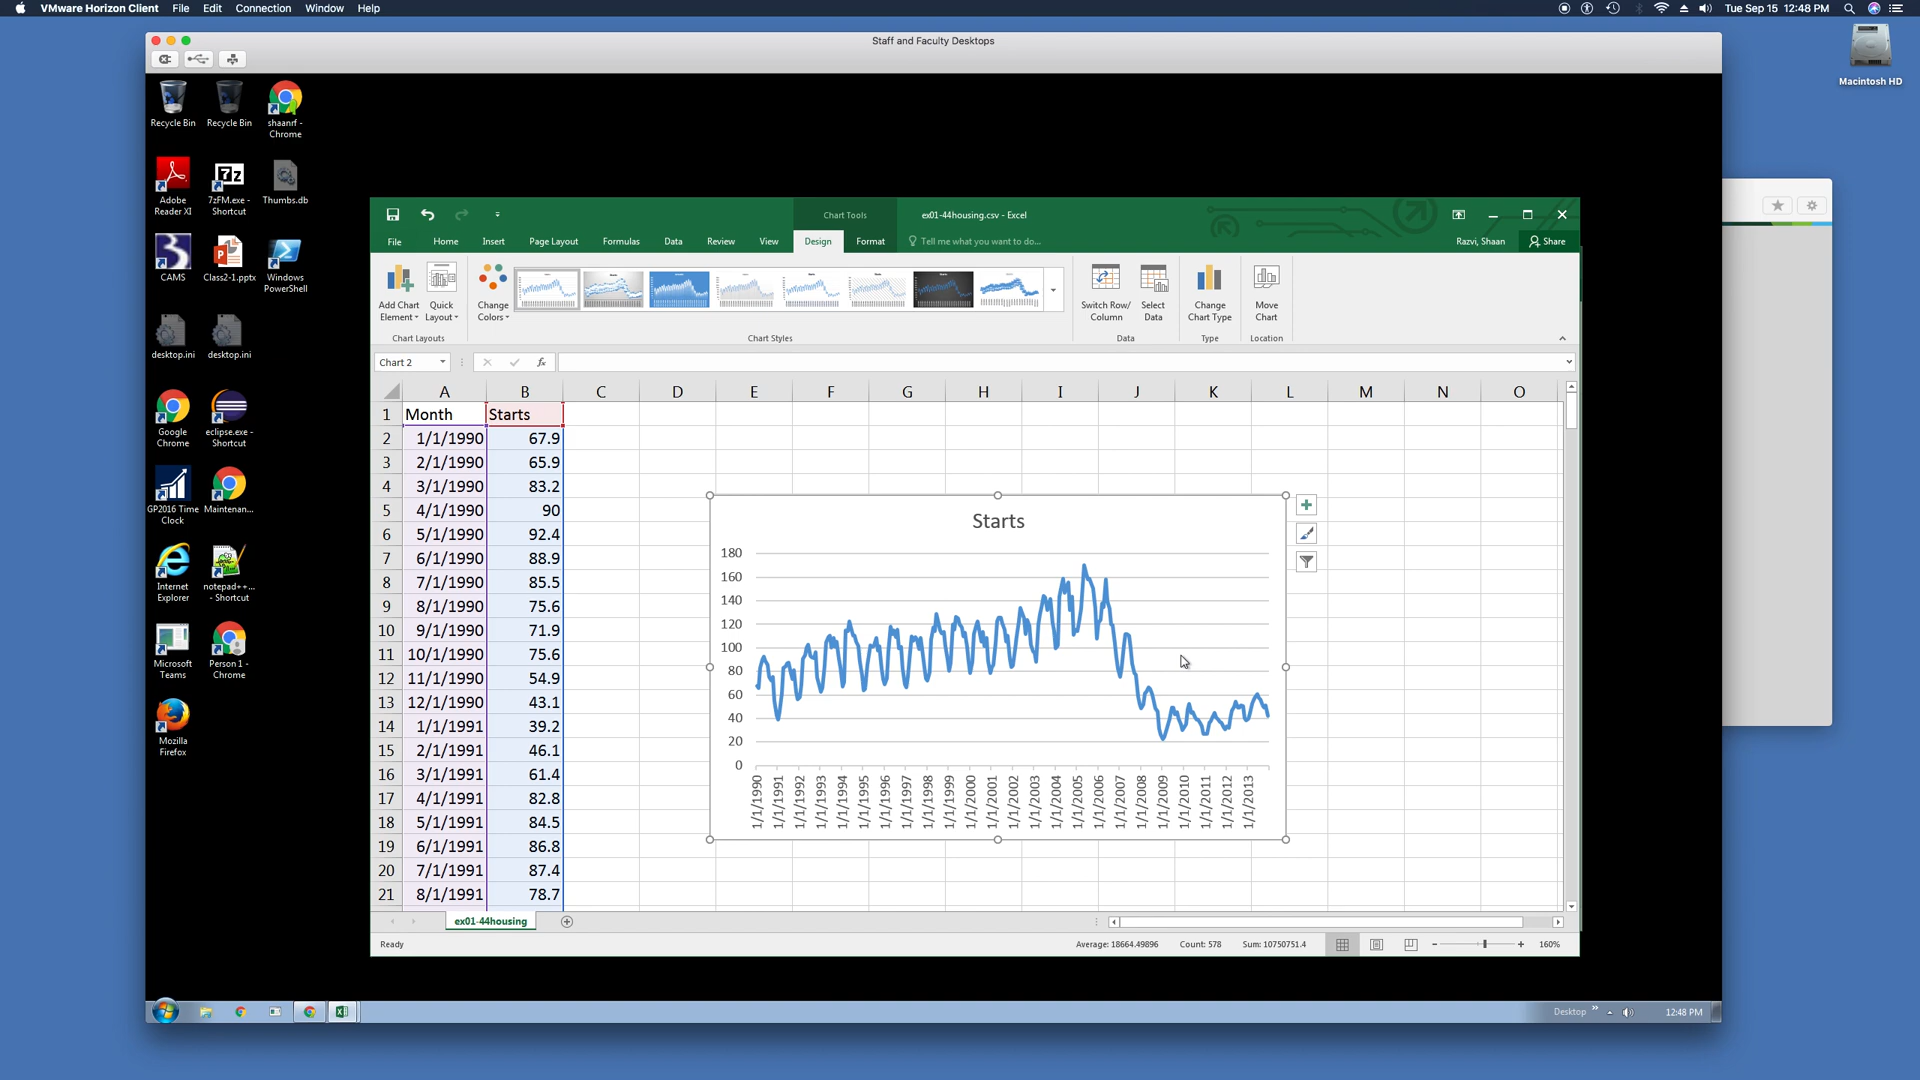 VMware Horizon Client File Edit Connection Window Help Tue Sep 15 12:48 PM
Macintosh HD
Staff and Faculty Desktops
Recycle Bin
Recycle Bin
shaanrf -
Chrome
Adobe
Reader XI
7zFM.exe -
Shortcut
Thumbs.db
CAMS
Class2-1.pptx
Windows
PowerShell
desktop.ini
desktop.ini
Google
Chrome
eclipse.exe -
Shortcut
GP2016 Time
Clock
Maintenan...
Internet
Explorer
notepad++...
- Shortcut
Microsoft
Teams
Person 1 -
Chrome
Mozilla
Firefox
Chart Tools
ex01-44housing.csv - Excel
File Home Insert Page Layout Formulas Data Review View Design Format Tell me what you want to do... Razvi, Shaan Share
Add Chart
Element
Quick
Layout
Change
Colors
Switch Row/
Column
Select
Data
Change
Chart Type
Move
Chart
Chart Layouts Chart Styles Data Type Location
Chart 2 fx
A B C D E F G H I J K L M N O
1 Month Starts
2 1/1/1990 67.9
3 2/1/1990 65.9
4 3/1/1990 83.2
5 4/1/1990 90
6 5/1/1990 92.4
7 6/1/1990 88.9
8 7/1/1990 85.5
9 8/1/1990 75.6
10 9/1/1990 71.9
11 10/1/1990 75.6
12 11/1/1990 54.9
13 12/1/1990 43.1
14 1/1/1991 39.2
15 2/1/1991 46.1
16 3/1/1991 61.4
17 4/1/1991 82.8
18 5/1/1991 84.5
19 6/1/1991 86.8
20 7/1/1991 87.4
21 8/1/1991 78.7
Starts
180
160
140
120
100
80
60
40
20
0
1/1/1990
1/1/1991
1/1/1992
1/1/1993
1/1/1994
1/1/1995
1/1/1996
1/1/1997
1/1/1998
1/1/1999
1/1/2000
1/1/2001
1/1/2002
1/1/2003
1/1/2004
1/1/2005
1/1/2006
1/1/2007
1/1/2008
1/1/2009
1/1/2010
1/1/2011
1/1/2012
1/1/2013
ex01-44housing
Ready Average: 18664.49896 Count: 578 Sum: 10750751.4 160%
Desktop 12:48 PM